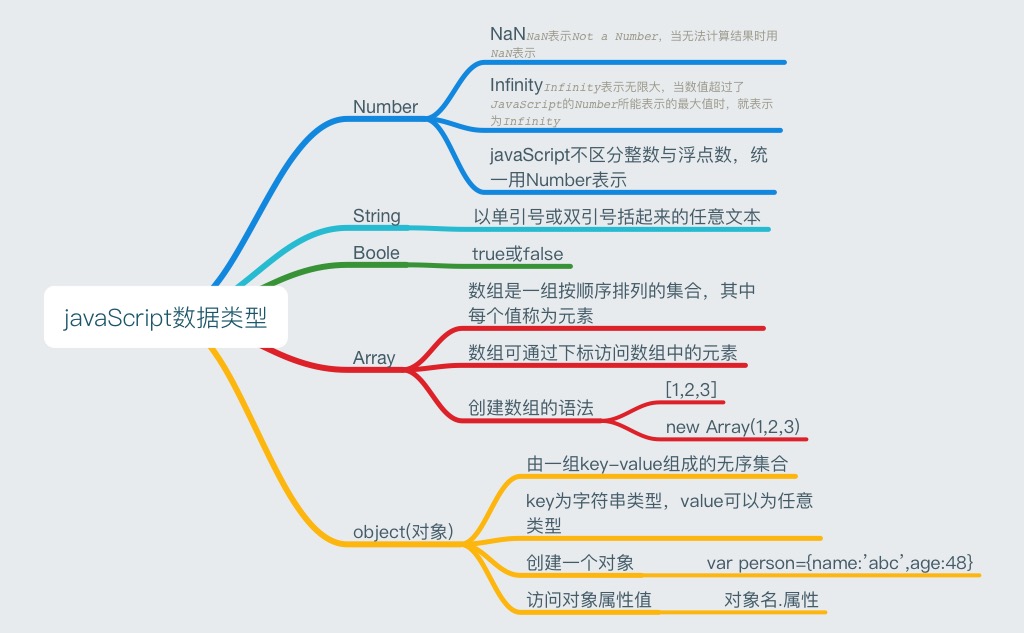 NaNNaN表示Not a Number，当无法计算结果时用
NaN表示
InfinityInfinity表示无限大，当数值超过了
JavaScript的Number所能表示的最大值时，就表示
为Infinity
Number
javaScript不区分整数与浮点数，统
一用Number表示
String
以单引号或双引号括起来的任意文本
Boole
true或false
javaScript数据类型
数组是一组按顺序排列的集合，其中
每个值称为元素
Array
数组可通过下标访问数组中的元素
创建数组的语法
[1,2,3]
new Array(1,2,3)
object(对象)
由一组key-value组成的无序集合
key为字符串类型，value可以为任意
类型
创建一个对象
var person={name:'abc',age:48}
访问对象属性值
对象名.属性